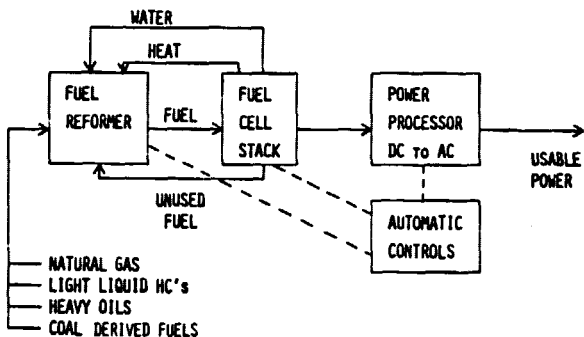 WATER
HEAT
FUEL
REFORMER
FUEL
FUEL
CELL
STACK
POWER
PROCESSOR
DC TO AC
USABLE
POWER
UNUSED
FUEL
AUTOMATIC
CONTROLS
NATURAL GAS
LIGHT LIQUID HC's
HEAVY OILS
COAL DERIVED FUELS